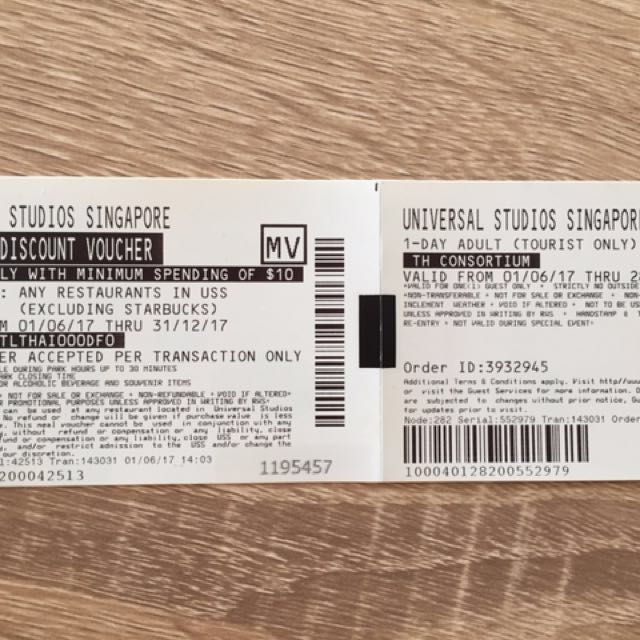 STUDIOS SINGAPORE
DISCOUNT VOUCHER
MV
LY WITH MINIMUM SPENDING OF $10
: ANY RESTAURANTS IN USS
(EXCLUDING STARBUCKS)
M 01/06/17 THRU 31/12/17
TLTHAIOOODFO
ER ACCEPTED PER TRANSACTION ONLY
LE DURING PARK HOURS UP TO 30 MINUTES
PARK CLOSING TIME
OR ALCOHOLIC BEVERAGE AND SOUVENIR ITEMS
• NOT FOR SALE OR EXCHANGE • NON-REFUNDABLE • VOID IF ALTERED•
PROMOTIONAL PURPOSES UNLESS APPROVED IN WRITING BY RWS•
can be used at any restaurant located in Universal Studios
No refund or change will be given if purchase value is less
e. This meal voucher cannot be used in conjunction with any
without refund or compensation or any liability, close
und or compensation or any liability, close USS or any part
d, and/or restrict admission to the USS and/or change the
without prior discretion.
1:42513 Tran:143031 01/06/17 14:03
200042513
1195457
UNIVERSAL STUDIOS SINGAPOR
1-DAY ADULT (TOURIST ONLY)
TH CONSORTIUM
VALID FROM 01/06/17 THRU 28
•VALID FOR ONE(1) GUEST ONLY • STRICTLY NO OUTSIDE
•NON-TRANSFERABLE • NOT FOR SALE OR EXCHANGE • NON-
INCLEMENT WEATHER • VOID IF ALTERED • NOT TO BE US
UNLESS APPROVED IN WRITING BY RWS • HANDSTAMP &
RE-ENTRY • NOT VALID DURING SPECIAL EVENT•
Order ID:3932945
Additional Terms & Conditions apply. Visit http://www
or visit the Guest Services for more information.
are subjected to changes without prior notice,
for updates prior to visit.
Node:282 Serial:552979 Tran:143031 Order
100040128200552979